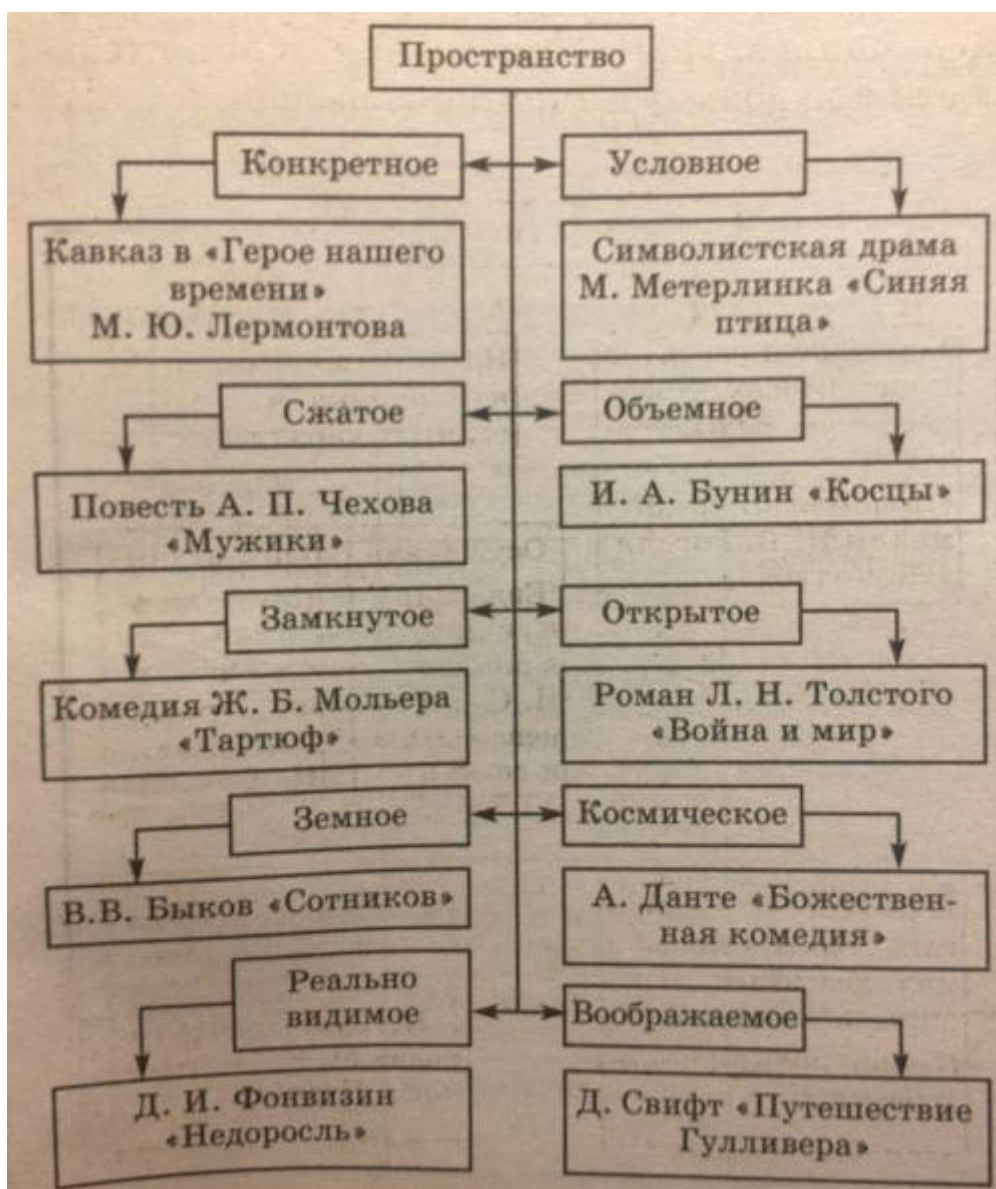 Пространство
Конкретное
Условное
Кавказ в «Герое нашего
времени»
М. Ю. Лермонтова
Символистская драма
М. Метерлинка «Синяя
птица»
Сжатое
Объемное
Повесть А. П. Чехова
«Мужики»
И. А. Бунин «Косцы»
Замкнутое
Открытое
Комедия Ж. Б. Мольера
«Тартюф»
Роман Л. Н. Толстого
«Война и мир»
Земное
Космическое
В.В. Быков «Сотников»
А. Данте «Божествен-
ная комедия»
Реально
видимое
Воображаемое
Д. И. Фонвизин
«Недоросль»
Д. Свифт «Путешествие
Гулливера»